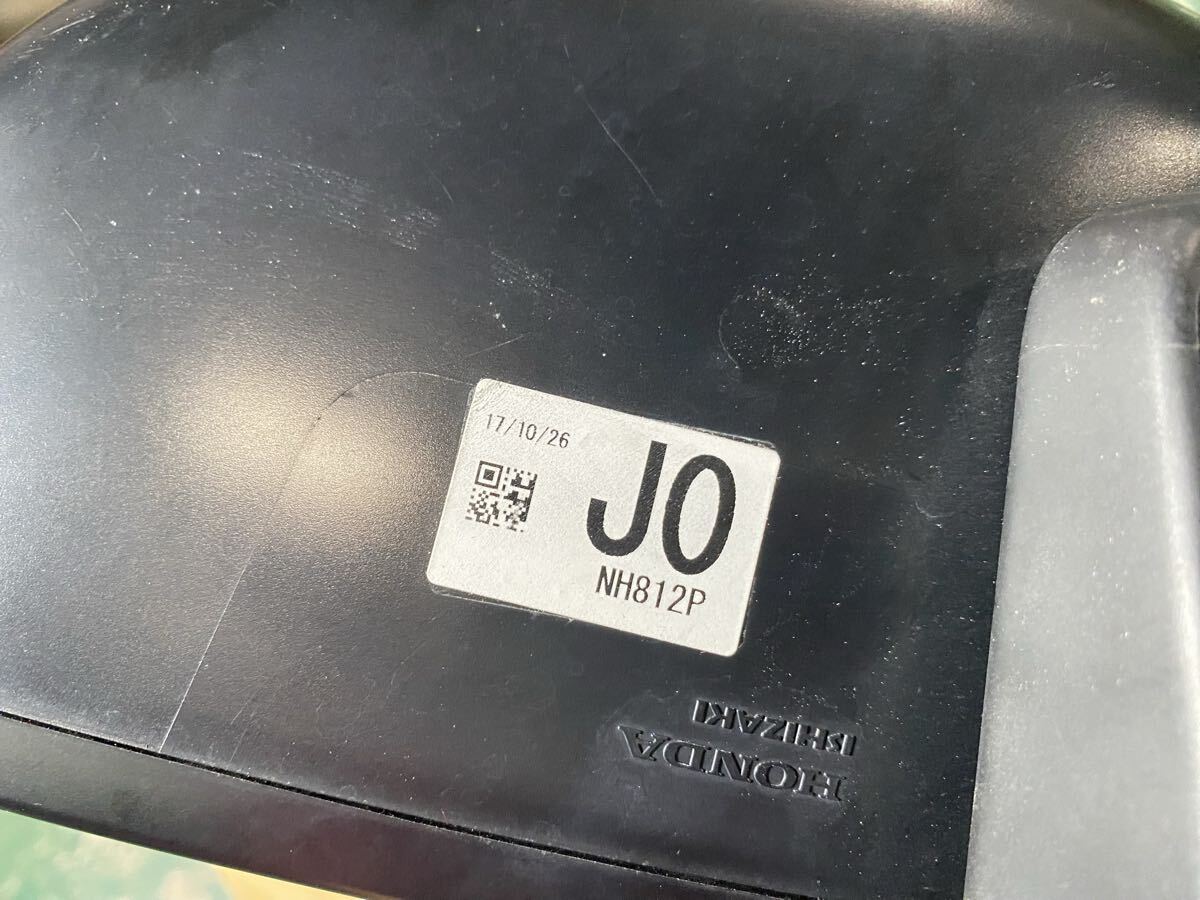 17/10/26
J0
NH812P
HONDA
ISHIZAKI